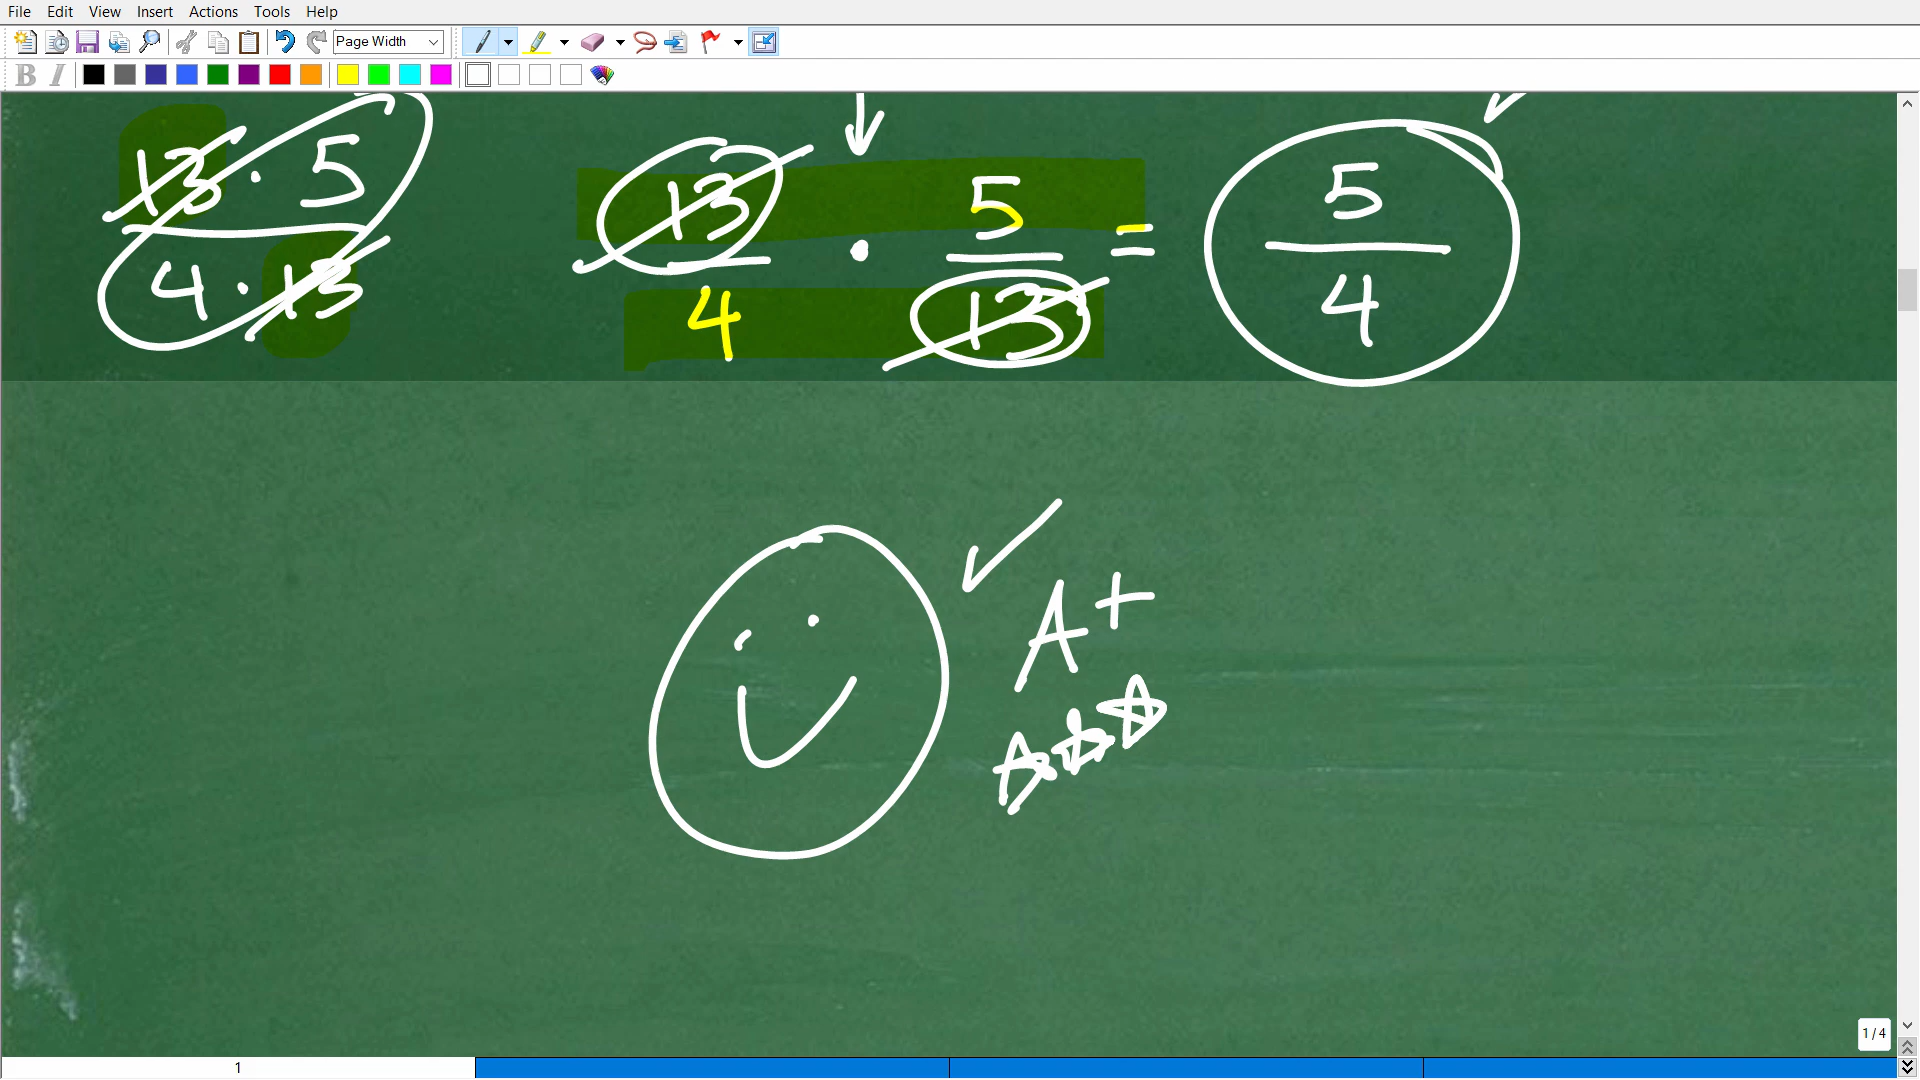 File Edit View Insert Actions Tools Help
Page Width
B I
13 · 5
4 · 13
13/4 · 5/13 = 5/4
A+
1 / 4
1